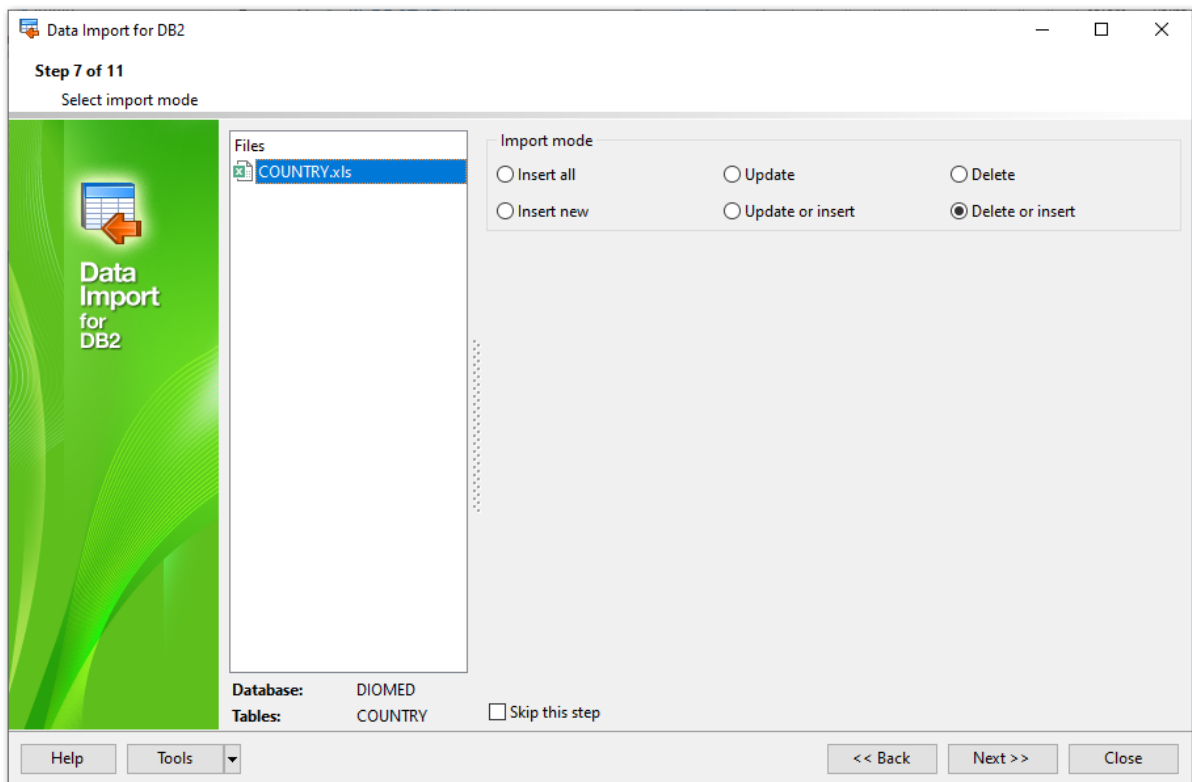 Data Import for DB2
Step 7 of 11
Select import mode
Data
Import
for
DB2
Files
COUNTRY.xls
Import mode
Insert all
Update
Delete
Insert new
Update or insert
Delete or insert
Database: DIOMED
Tables: COUNTRY
Skip this step
Help
Tools
<< Back
Next >>
Close